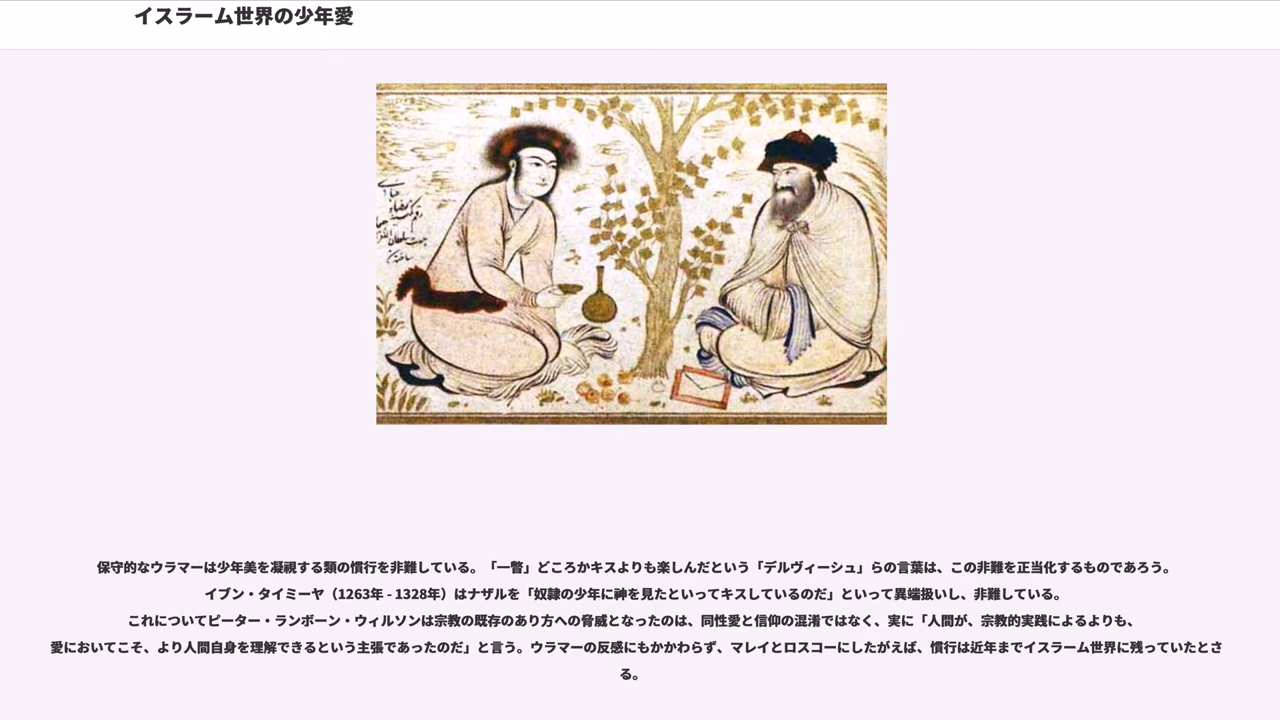 イスラーム世界の少年愛
保守的なウラマーは少年美を凝視する類の慣行を非難している。「一瞥」どころかキスよりも楽しんだという「デルヴィーシュ」らの言葉は、この非難を正当化するものであろう。
イブン・タイミーヤ（1263年 - 1328年）はナザルを「奴隷の少年に神を見たといってキスしているのだ」といって異端扱いし、非難している。
これについてピーター・ランボーン・ウィルソンは宗教の既存のあり方への脅威となったのは、同性愛と信仰の混淆ではなく、実に「人間が、宗教的実践によるよりも、
愛においてこそ、より人間自身を理解できるという主張であったのだ」と言う。ウラマーの反感にもかかわらず、マレイとロスコーにしたがえば、慣行は近年までイスラーム世界に残っていたとさ
る。